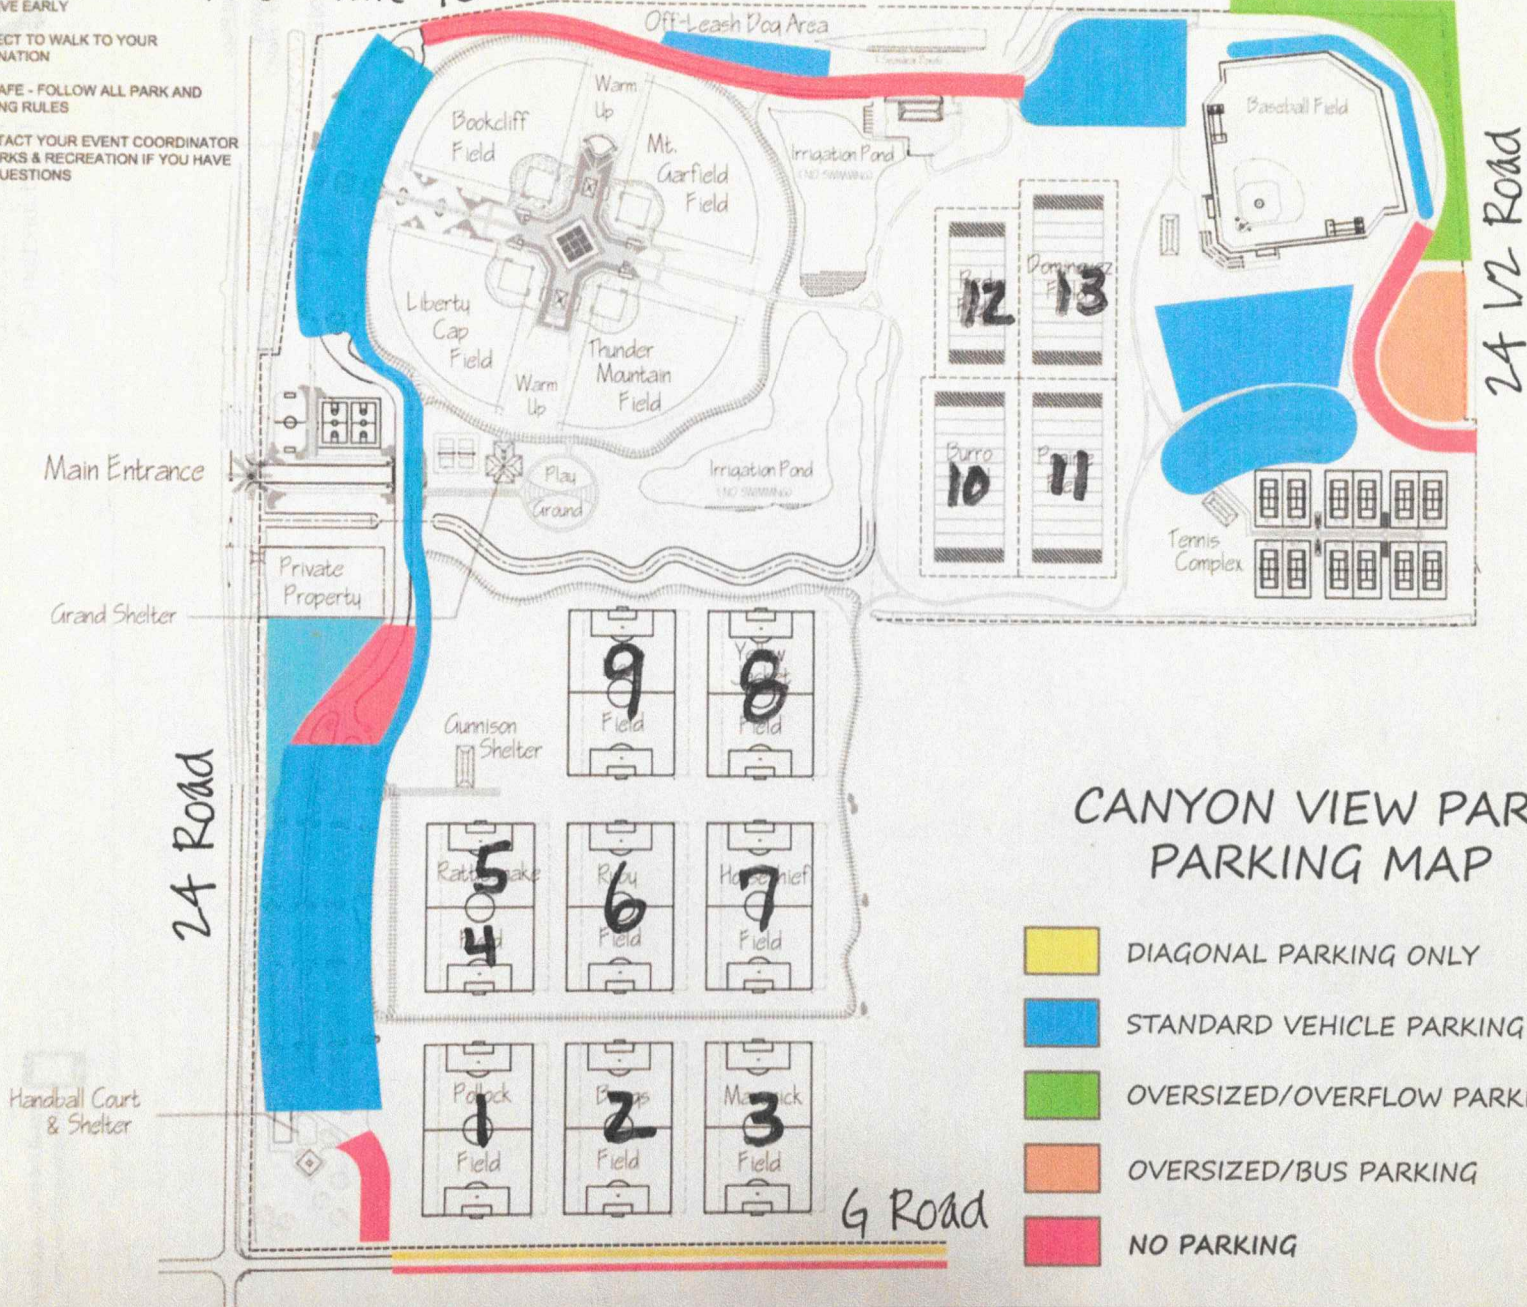 VE EARLY
ECT TO WALK TO YOUR
NATION
AFE - FOLLOW ALL PARK AND
NG RULES
TACT YOUR EVENT COORDINATOR
RKS & RECREATION IF YOU HAVE
UESTIONS
Off-Leash Dog Area
Bookcliff
Field
Warm
Up
Mt.
Garfield
Field
Irrigation Pond
(NO SWIMMING)
Baseball Field
24 1/2 Road
Liberty
Cap
Field
Thunder
Mountain
Field
Warm
Up
12
13
Main Entrance
Play
Ground
Irrigation Pond
(NO SWIMMING)
Burro
10
11
Tennis
Complex
Private
Property
Grand Shelter
9
Field
8
Field
Gunnison
Shelter
24 Road
5
4
6
Field
7
Field
CANYON VIEW PAR
PARKING MAP
DIAGONAL PARKING ONLY
STANDARD VEHICLE PARKING
OVERSIZED/OVERFLOW PARK
OVERSIZED/BUS PARKING
NO PARKING
Handball Court
& Shelter
1
Field
2
Field
3
Field
G Road